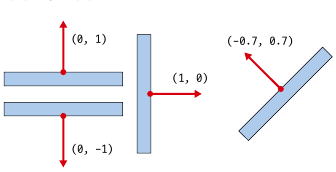 (0, 1)
(-0.7, 0.7)
(1, 0)
(0, -1)